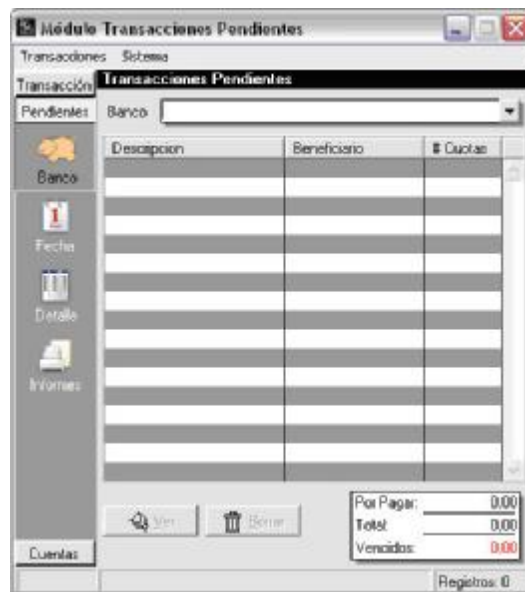 Módulo Transacciones Pendientes
Transacciones Sistema
Transacción
Transacciones Pendientes
Pendientes
Banco
Descripcion Beneficiario # Cuotas
Banco
1
Fecha
Detalle
Informes
Ver Borrar
Por Pagar: 0,00
Total: 0,00
Vencidos: 0,00
Cuentas
Registros: 0